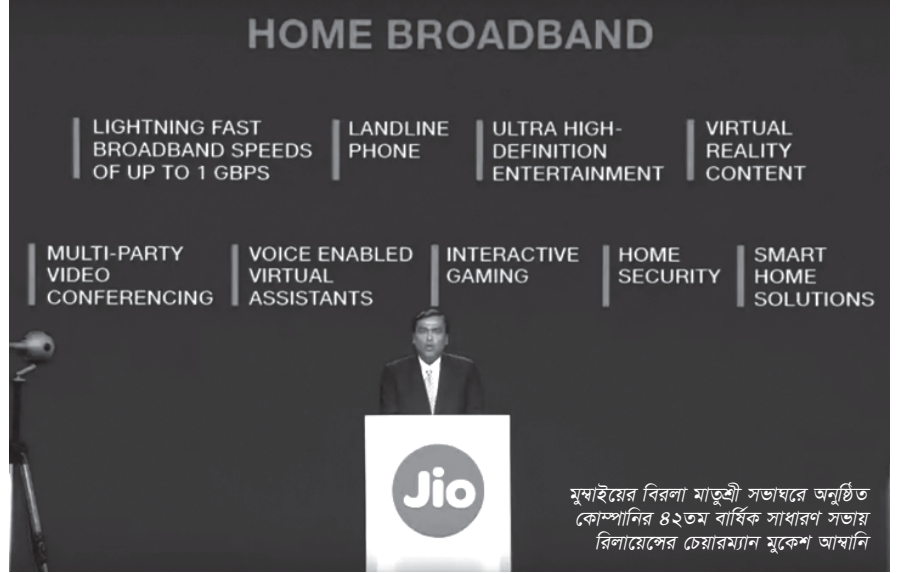 HOME BROADBAND
LIGHTNING FAST
BROADBAND SPEEDS
OF UP TO 1 GBPS
LANDLINE
PHONE
ULTRA HIGH-
DEFINITION
ENTERTAINMENT
VIRTUAL
REALITY
CONTENT
MULTI-PARTY
VIDEO
CONFERENCING
VOICE ENABLED
VIRTUAL
ASSISTANTS
INTERACTIVE
GAMING
HOME
SECURITY
SMART
HOME
SOLUTIONS
Jio
মুম্বাইয়ের বিরলা মাতুশ্রী সভাঘরে অনুষ্ঠিত
কোম্পানির ৪২তম বার্ষিক সাধারণ সভায়
রিলায়েন্সের চেয়ারম্যান মুকেশ আম্বানি